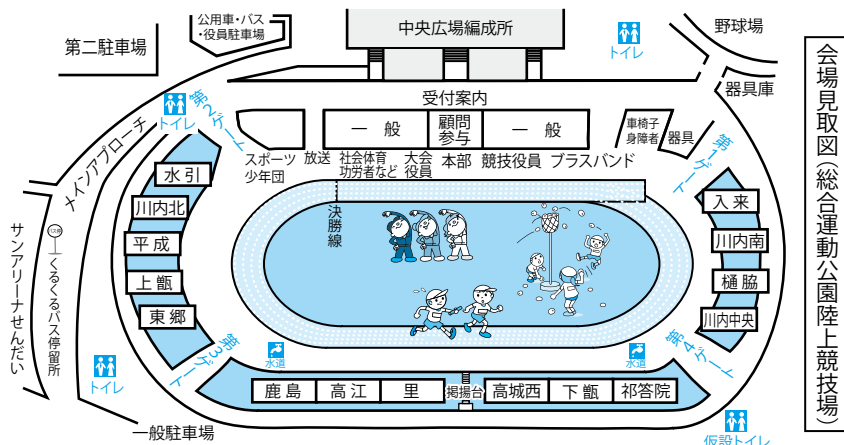 公用車・バス
・役員駐車場
第二駐車場
中央広場編成所
トイレ
野球場
器具庫
会場見取図（総合運動公園陸上競技場）
トイレ
第2ゲート
受付案内
一般
顧問
参与
一般
車椅子
身障者
器具
第1ゲート
メインアプローチ
スポーツ
少年団
放送
社会体育
功労者など
大会
役員
本部
競技役員
ブラスバンド
水引
川内北
平成
上甑
東郷
決勝線
入来
川内南
樋脇
川内中央
サンアリーナせんだい
くるくるバス停留所
第3ゲート
水道
水道
第4ゲート
トイレ
鹿島
高江
里
掲揚台
高城西
下甑
祁答院
一般駐車場
仮設トイレ